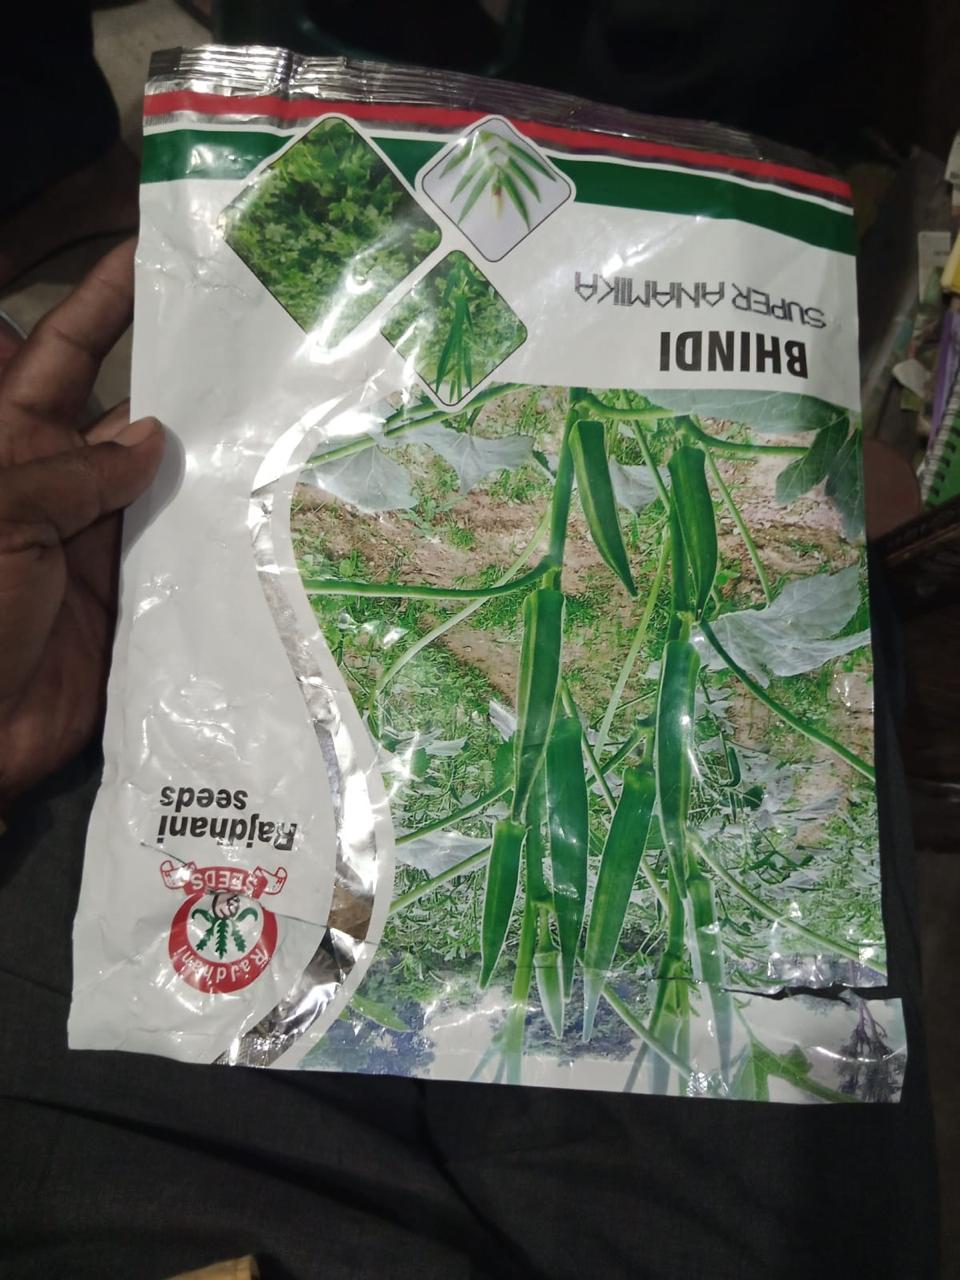 Rajdhani
SEEDS
Rajdhani
seeds
BHINDI
SUPER ANAMIKA